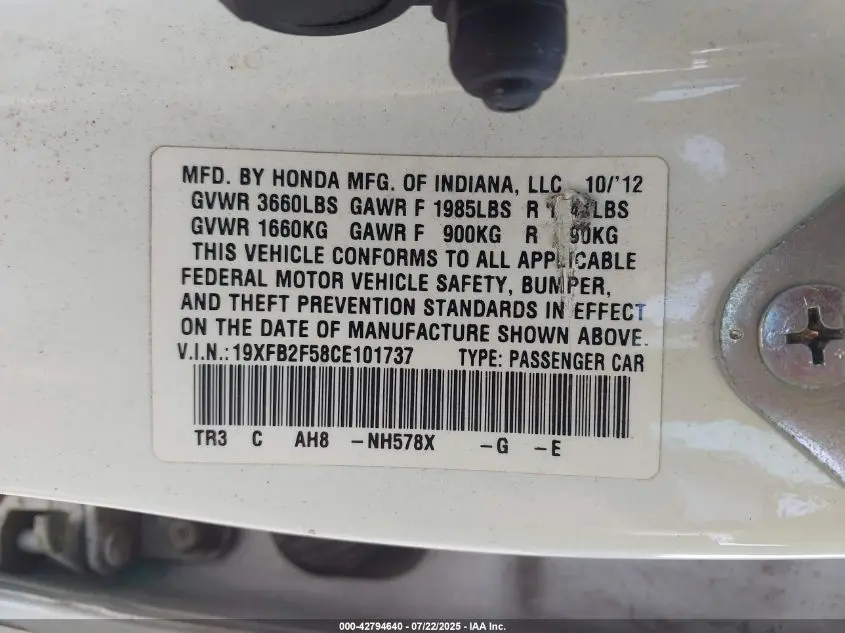 MFD. BY HONDA MFG. OF INDIANA, LLC 10/'12
GVWR 3660LBS GAWR F 1985LBS R LBS
GVWR 1660KG GAWR F 900KG R 90KG
THIS VEHICLE CONFORMS TO ALL APPLICABLE
FEDERAL MOTOR VEHICLE SAFETY, BUMPER,
AND THEFT PREVENTION STANDARDS IN EFFECT
ON THE DATE OF MANUFACTURE SHOWN ABOVE.
V.I.N.: 19XFB2F58CE101737 TYPE: PASSENGER CAR
TR3 C AH8 -NH578X -G -E
000-42794640 - 07/22/2025 - IAA Inc.